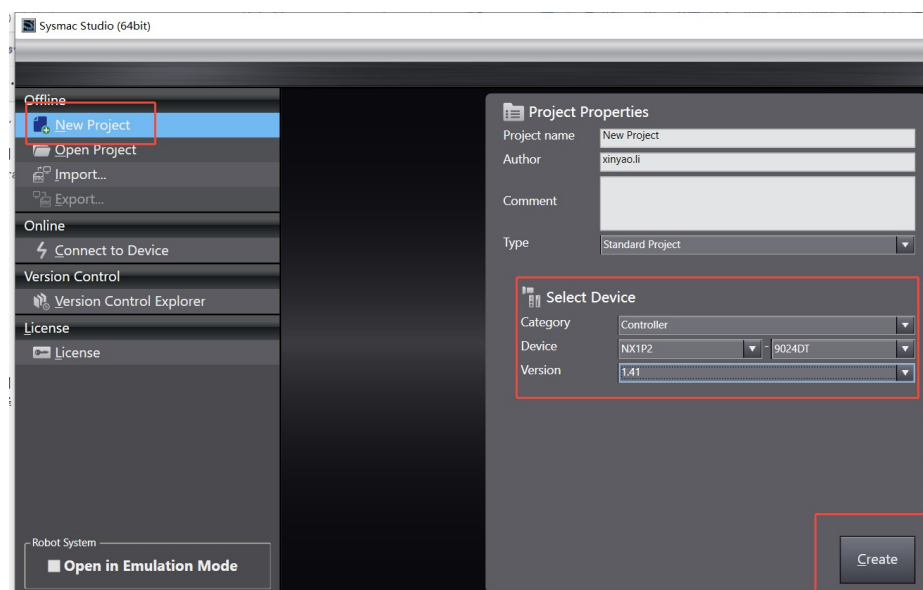 Sysmac Studio (64bit)
Offline
New Project
Open Project
Import...
Export...
Online
Connect to Device
Version Control
Version Control Explorer
License
License
Robot System
Open in Emulation Mode
Project Properties
Project name New Project
Author xinyao.li
Comment
Type Standard Project
Select Device
Category Controller
Device NX1P2 - 9024DT
Version 1.41
Create